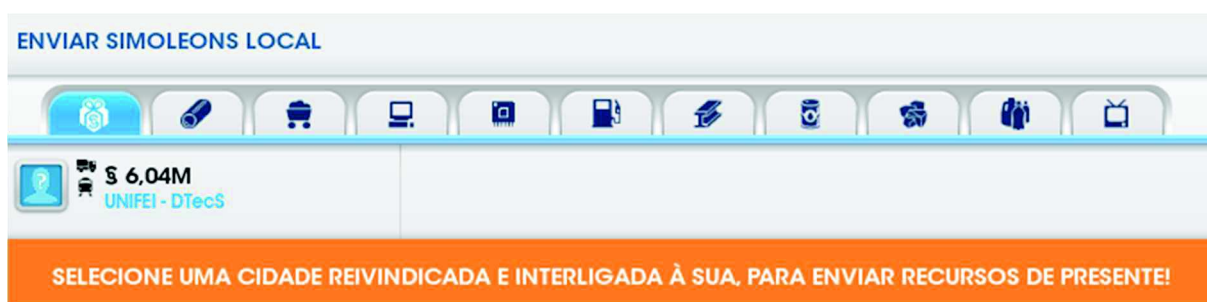 ENVIAR SIMOLEONS LOCAL
§ 6,04M
UNIFEI - DTecS
SELECIONE UMA CIDADE REIVINDICADA E INTERLIGADA À SUA, PARA ENVIAR RECURSOS DE PRESENTE!